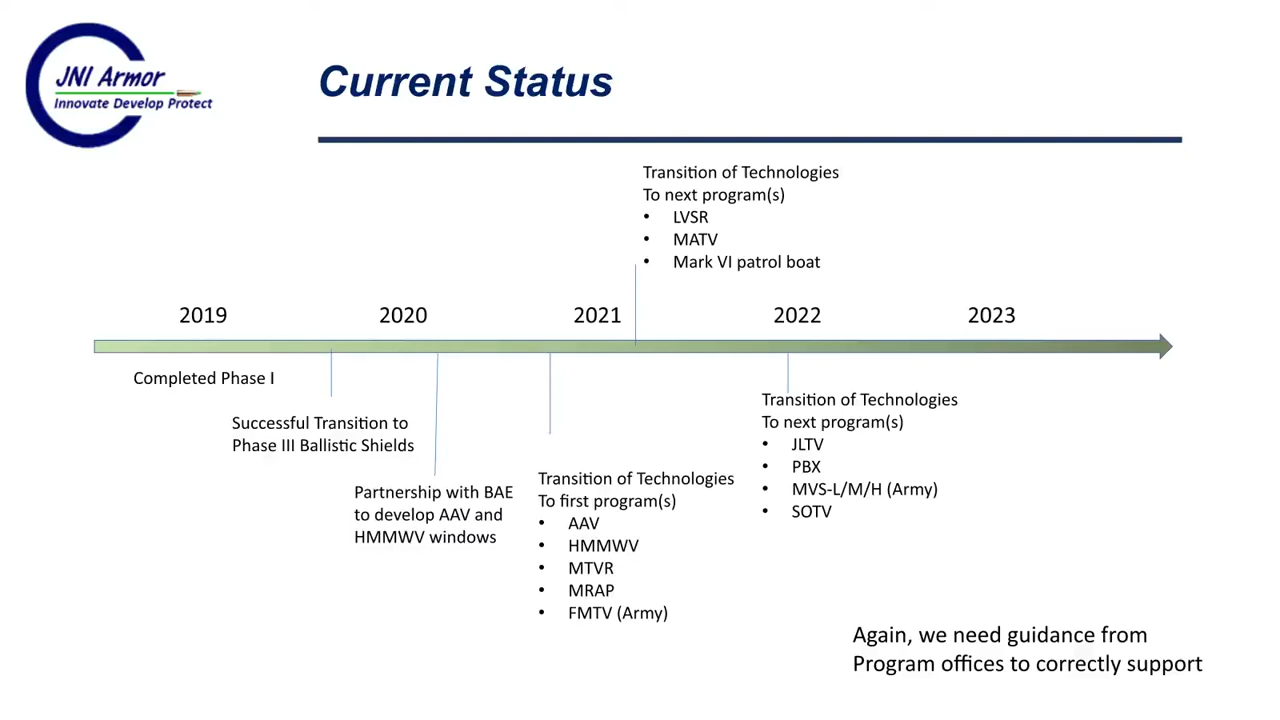 JNI Armor
Innovate Develop Protect
Current Status
Transition of Technologies
To next program(s)
• LVSR
• MATV
• Mark VI patrol boat
2019 2020 2021 2022 2023
Completed Phase I
Successful Transition to
Phase III Ballistic Shields
Partnership with BAE
to develop AAV and
HMMWV windows
Transition of Technologies
To first program(s)
• AAV
• HMMWV
• MTVR
• MRAP
• FMTV (Army)
Transition of Technologies
To next program(s)
• JLTV
• PBX
• MVS-L/M/H (Army)
• SOTV
Again, we need guidance from
Program offices to correctly support